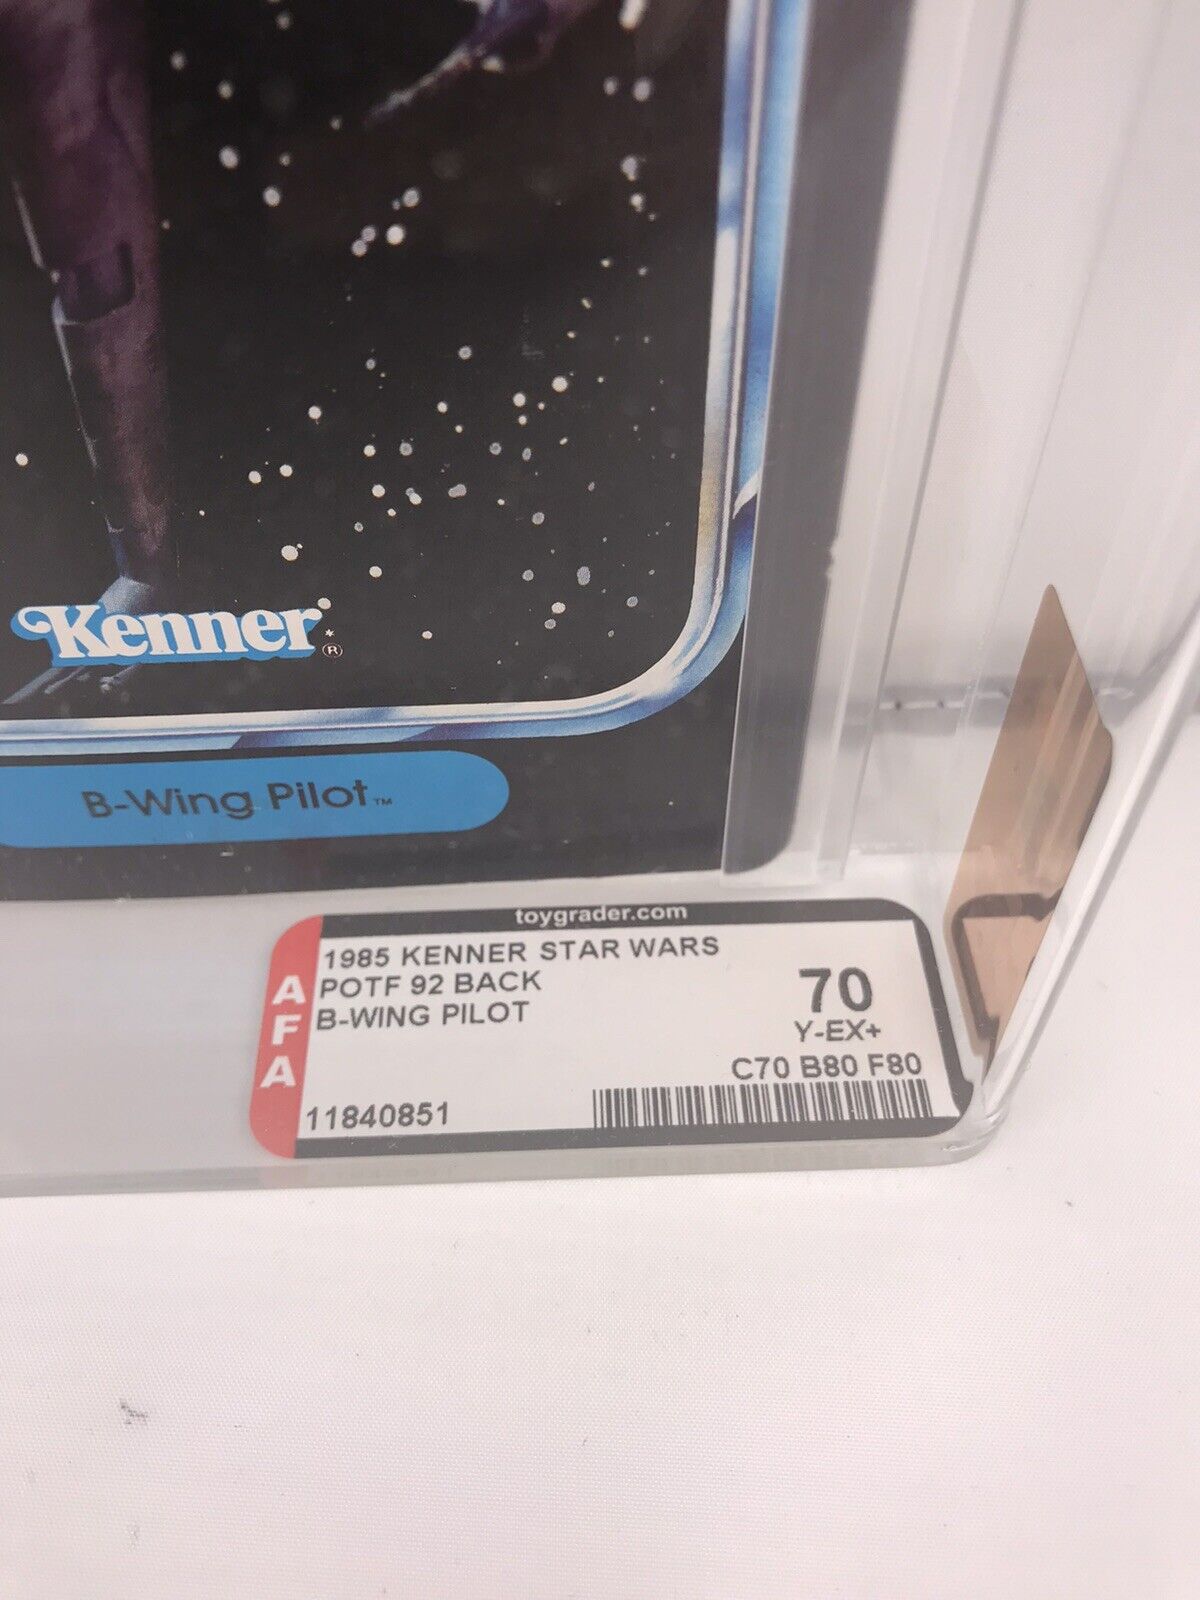 Kenner®
B-Wing Pilot™
toygrader.com
AFA
1985 KENNER STAR WARS
POTF 92 BACK
B-WING PILOT
70
Y-EX+
C70 B80 F80
11840851